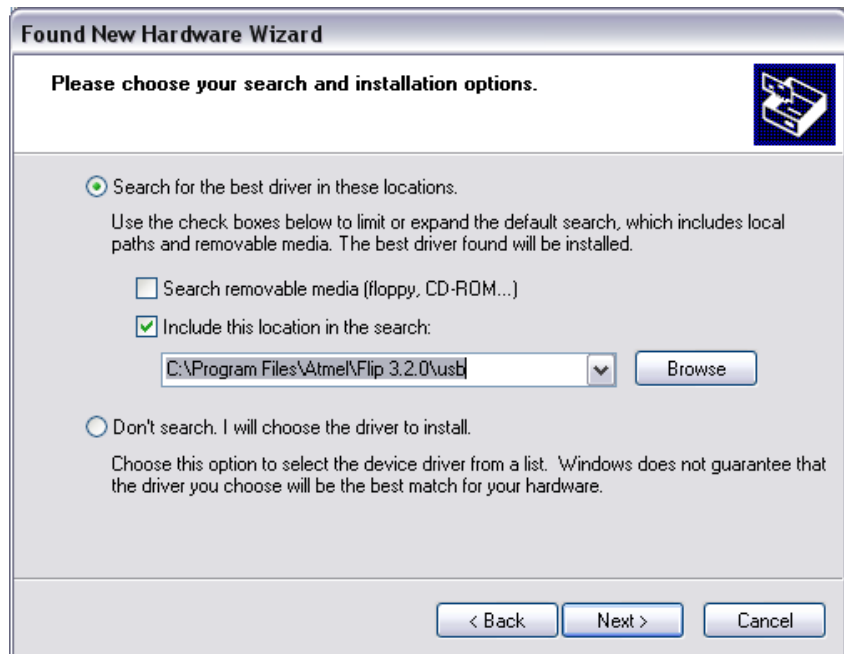 Found New Hardware Wizard
Please choose your search and installation options.
Search for the best driver in these locations.
Use the check boxes below to limit or expand the default search, which includes local
paths and removable media. The best driver found will be installed.
Search removable media (floppy, CD-ROM...)
Include this location in the search:
C:\Program Files\Atmel\Flip 3.2.0\usb
Browse
Don't search. I will choose the driver to install.
Choose this option to select the device driver from a list. Windows does not guarantee that
the driver you choose will be the best match for your hardware.
< Back Next > Cancel